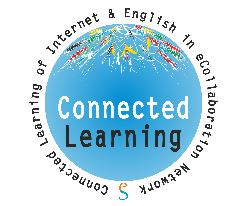 Connected Learning of Internet & English in eCollaboration Network
Connected
Learning